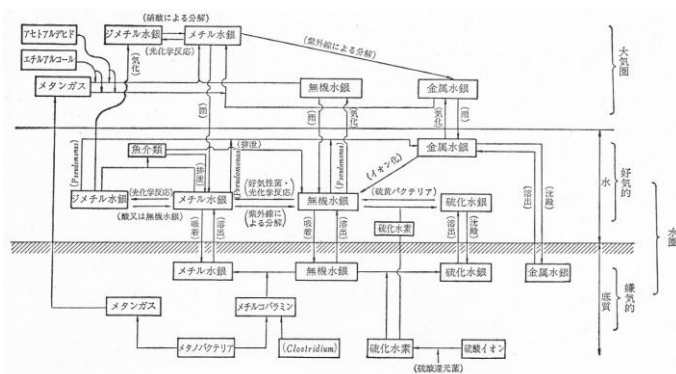 (硝酸による分解)
アセトアルデヒド
ジメチル水銀
メチル水銀
(光化学反応)
(紫外線による分解)
エチルアルコール
(気化)
メタンガス
無機水銀
金属水銀
大気圏
(雨)
(雨)
(気化)
(気化)
(雨)
金属水銀
魚介類
(排泄)
(Pseudomonas)
(排泄)
(Pseudomonas)
(Pseudomonas)
(イオン化)
ジメチル水銀
(光化学反応)
メチル水銀
(好気性菌・
光化学反応)
無機水銀
(硫黄バクテリア)
硫化水銀
(酸又は無機水銀)
(紫外線に
よる分解)
硫化水素
(溶出)
(沈殿)
水
(好気的)
(吸着)
(溶出)
(吸着)
(溶出)
(溶出)
(沈殿)
水圏
メチル水銀
無機水銀
硫化水銀
金属水銀
底質
(嫌気的)
メタンガス
メチルコバラミン
メタノバクテリア
(Clostridium)
硫化水素
硫酸イオン
(硫酸還元菌)